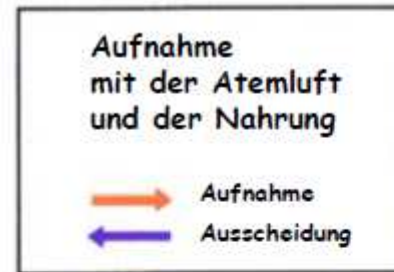 Aufnahme
mit der Atemluft
und der Nahrung
Aufnahme
Ausscheidung